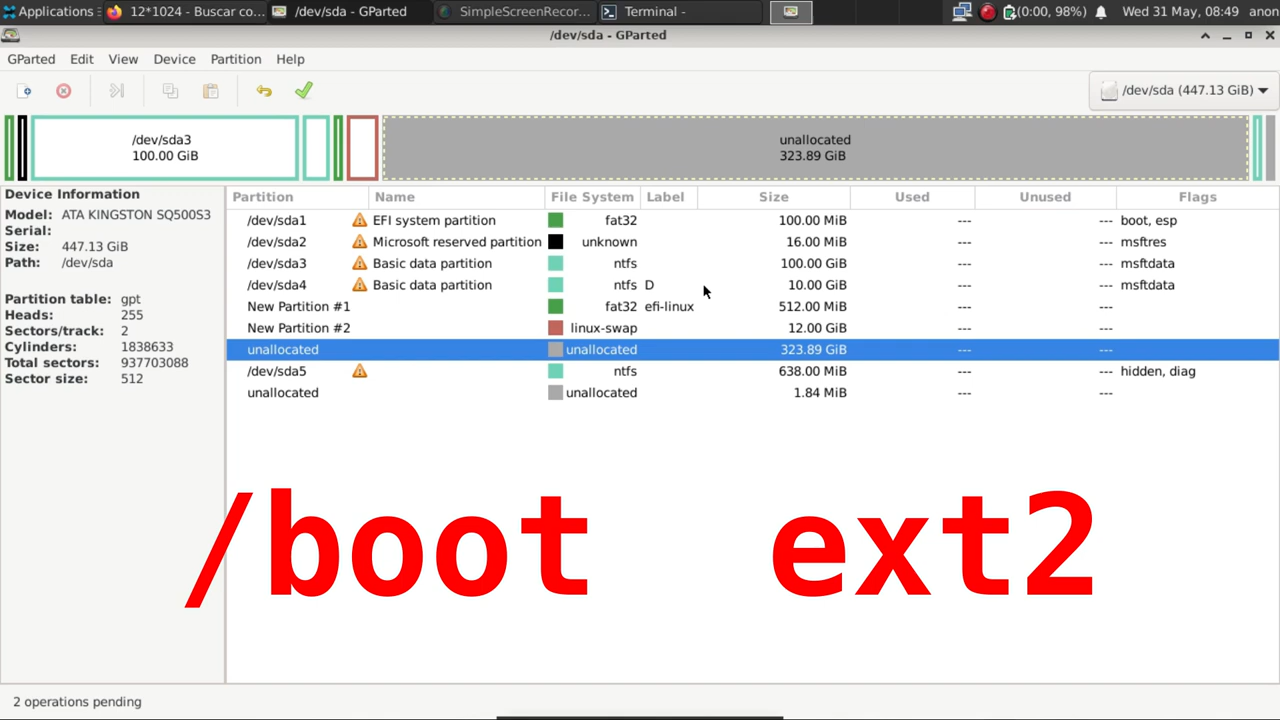 Applications
12*1024 - Buscar co...
/dev/sda - GParted
SimpleScreenRecor...
Terminal -
(0:00, 98%)
Wed 31 May, 08:49
anon
/dev/sda - GParted
GParted Edit View Device Partition Help
/dev/sda (447.13 GiB)
/dev/sda3
100.00 GiB
unallocated
323.89 GiB
Device Information
Model: ATA KINGSTON SQ500S3
Serial:
Size: 447.13 GiB
Path: /dev/sda
Partition table: gpt
Heads: 255
Sectors/track: 2
Cylinders: 1838633
Total sectors: 937703088
Sector size: 512
Partition Name File System Label Size Used Unused Flags
/dev/sda1 EFI system partition fat32 100.00 MiB --- --- boot, esp
/dev/sda2 Microsoft reserved partition unknown 16.00 MiB --- --- msftres
/dev/sda3 Basic data partition ntfs 100.00 GiB --- --- msftdata
/dev/sda4 Basic data partition ntfs D 10.00 GiB --- --- msftdata
New Partition #1 fat32 efi-linux 512.00 MiB --- ---
New Partition #2 linux-swap 12.00 GiB --- ---
unallocated unallocated 323.89 GiB --- ---
/dev/sda5 ntfs 638.00 MiB --- --- hidden, diag
unallocated unallocated 1.84 MiB --- ---
/boot ext2
2 operations pending